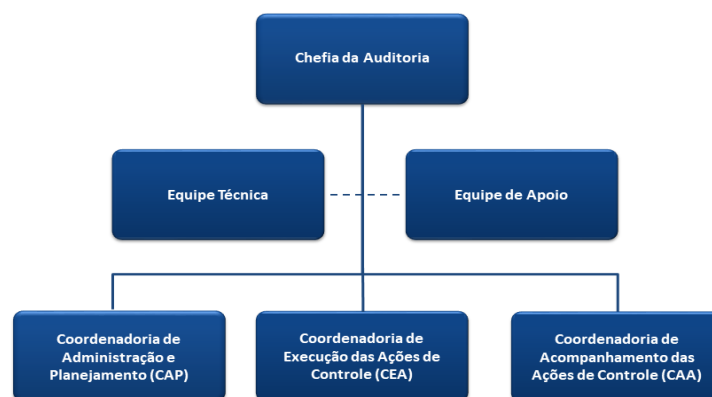 Chefia da Auditoria
Equipe Técnica
Equipe de Apoio
Coordenadoria de
Administração e
Planejamento (CAP)
Coordenadoria de
Execução das Ações de
Controle (CEA)
Coordenadoria de
Acompanhamento das
Ações de Controle (CAA)